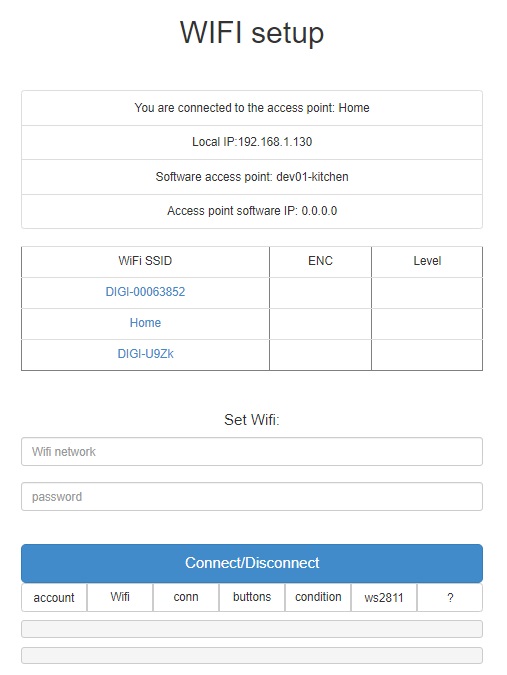 WIFI setup
You are connected to the access point: Home
Local IP:192.168.1.130
Software access point: dev01-kitchen
Access point software IP: 0.0.0.0
WiFi SSID ENC Level
DIGI-00063852
Home
DIGI-U9Zk
Set Wifi:
Wifi network
password
Connect/Disconnect
account Wifi conn buttons condition ws2811 ?